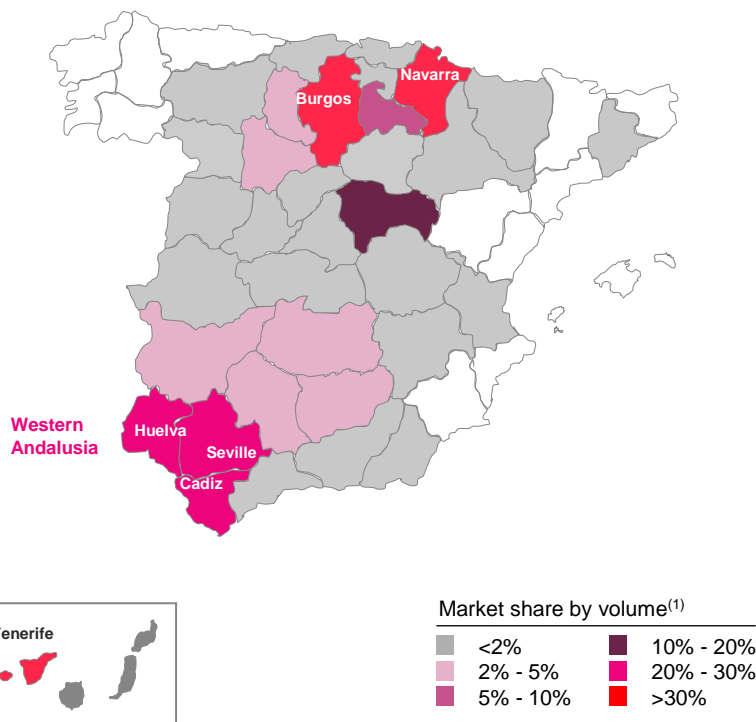 Navarra
Burgos
Western
Andalusia
Huelva
Seville
Cadiz
enerife
Market share by volume(1)
<2%
10% - 20%
2% - 5%
20% - 30%
5% - 10%
>30%